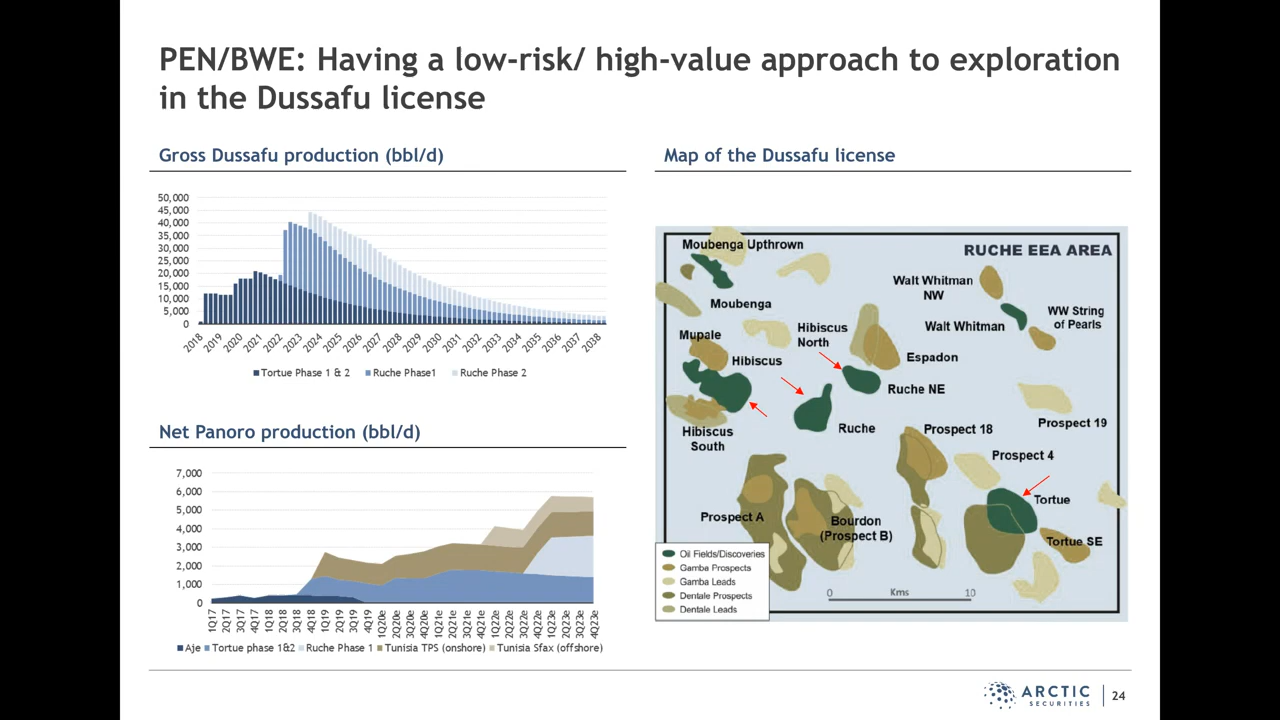 PEN/BWE: Having a low-risk/ high-value approach to exploration
in the Dussafu license
Gross Dussafu production (bbl/d)
50,000
45,000
40,000
35,000
30,000
25,000
20,000
15,000
10,000
5,000
0
2018 2019 2020 2021 2022 2023 2024 2025 2026 2027 2028 2029 2030 2031 2032 2033 2034 2035 2036 2037 2038
Tortue Phase 1 & 2 Ruche Phase1 Ruche Phase 2
Net Panoro production (bbl/d)
7,000
6,000
5,000
4,000
3,000
2,000
1,000
0
1Q17 2Q17 3Q17 4Q17 1Q18 2Q18 3Q18 4Q18 1Q19 2Q19 3Q19 4Q19 1Q20e 2Q20e 3Q20e 4Q20e 1Q21e 2Q21e 3Q21e 4Q21e 1Q22e 2Q22e 3Q22e 4Q22e 1Q23e 2Q23e 3Q23e 4Q23e
Aje Tortue phase 1&2 Ruche Phase 1 Tunisia TPS (onshore) Tunisia Sfax (offshore)
Map of the Dussafu license
RUCHE EEA AREA
Moubenga Upthrown
Walt Whitman
NW
Moubenga
WW String
of Pearls
Walt Whitman
Hibiscus
North
Mupale
Hibiscus
Espadon
Ruche NE
Prospect 19
Ruche
Prospect 18
Hibiscus
South
Prospect 4
Tortue
Prospect A
Bourdon
(Prospect B)
Tortue SE
Oil Fields/Discoveries
Gamba Prospects
Gamba Leads
Dentale Prospects
Dentale Leads
0 Kms 10
ARCTIC
SECURITIES
24